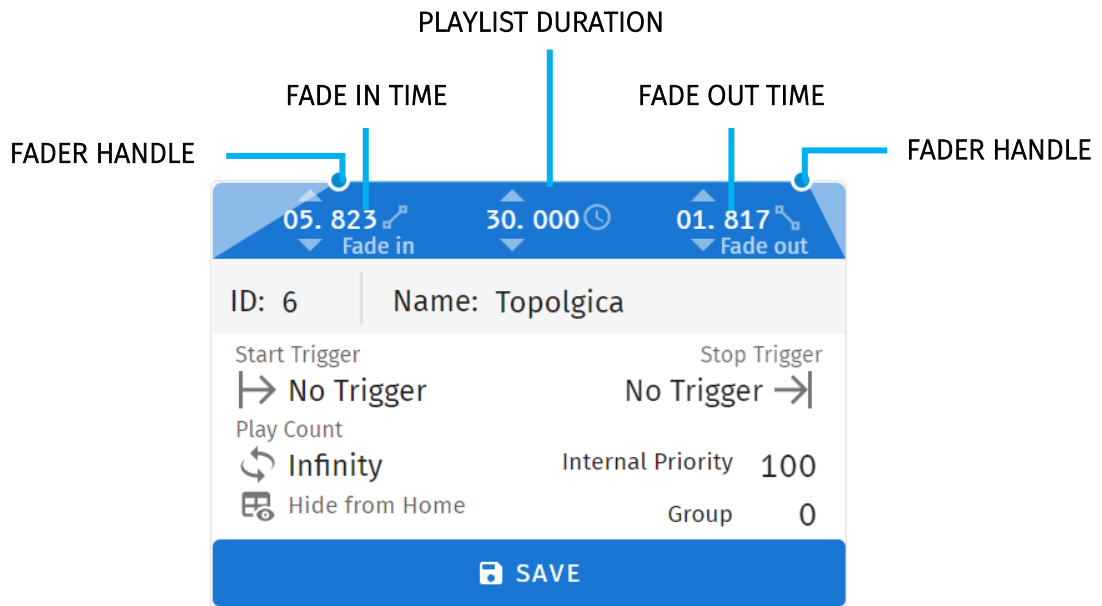 PLAYLIST DURATION
FADE IN TIME
FADE OUT TIME
FADER HANDLE
FADER HANDLE
05. 823
30. 000
01. 817
Fade in
Fade out
ID: 6
Name: Topolgica
Start Trigger
Stop Trigger
No Trigger
No Trigger
Play Count
Infinity
Internal Priority 100
Hide from Home
Group 0
SAVE